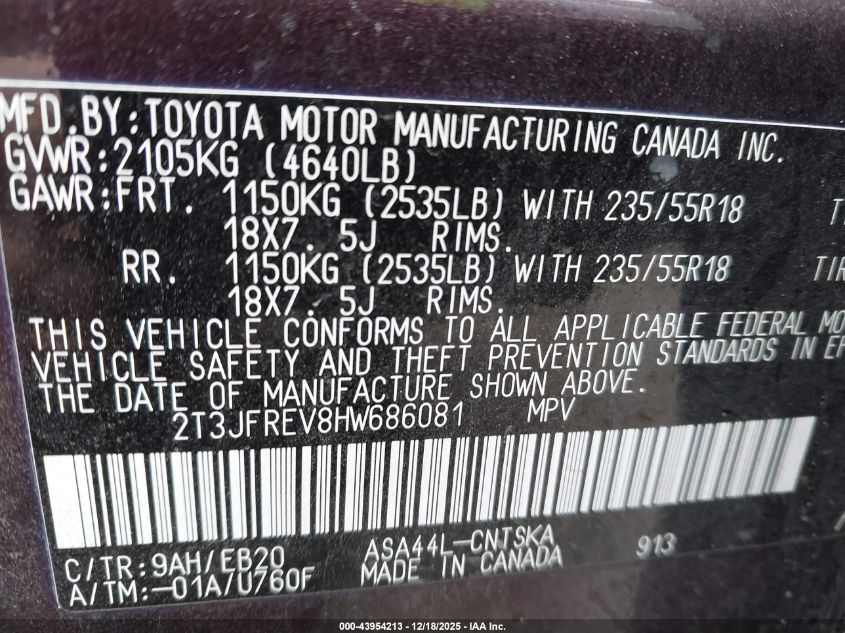 MFD.BY:TOYOTA MOTOR MANUFACTURING CANADA INC.
GVWR:2105KG (4640LB)
GAWR:FRT. 1150KG (2535LB) WITH 235/55R18
18X7. 5J RIMS.
RR. 1150KG (2535LB) WITH 235/55R18 TIR
18X7. 5J RIMS.
THIS VEHICLE CONFORMS TO ALL APPLICABLE FEDERAL MO
VEHICLE SAFETY AND THEFT PREVENTION STANDARDS IN EF
THE DATE OF MANUFACTURE SHOWN ABOVE.
2T3JFREV8HW686081 MPV
C/TR:9AH/EB20 ASA44L-CNTSKA 913
A/TM:-01A/U760F MADE IN CANADA
000-43954213 - 12/18/2025 - IAA Inc.